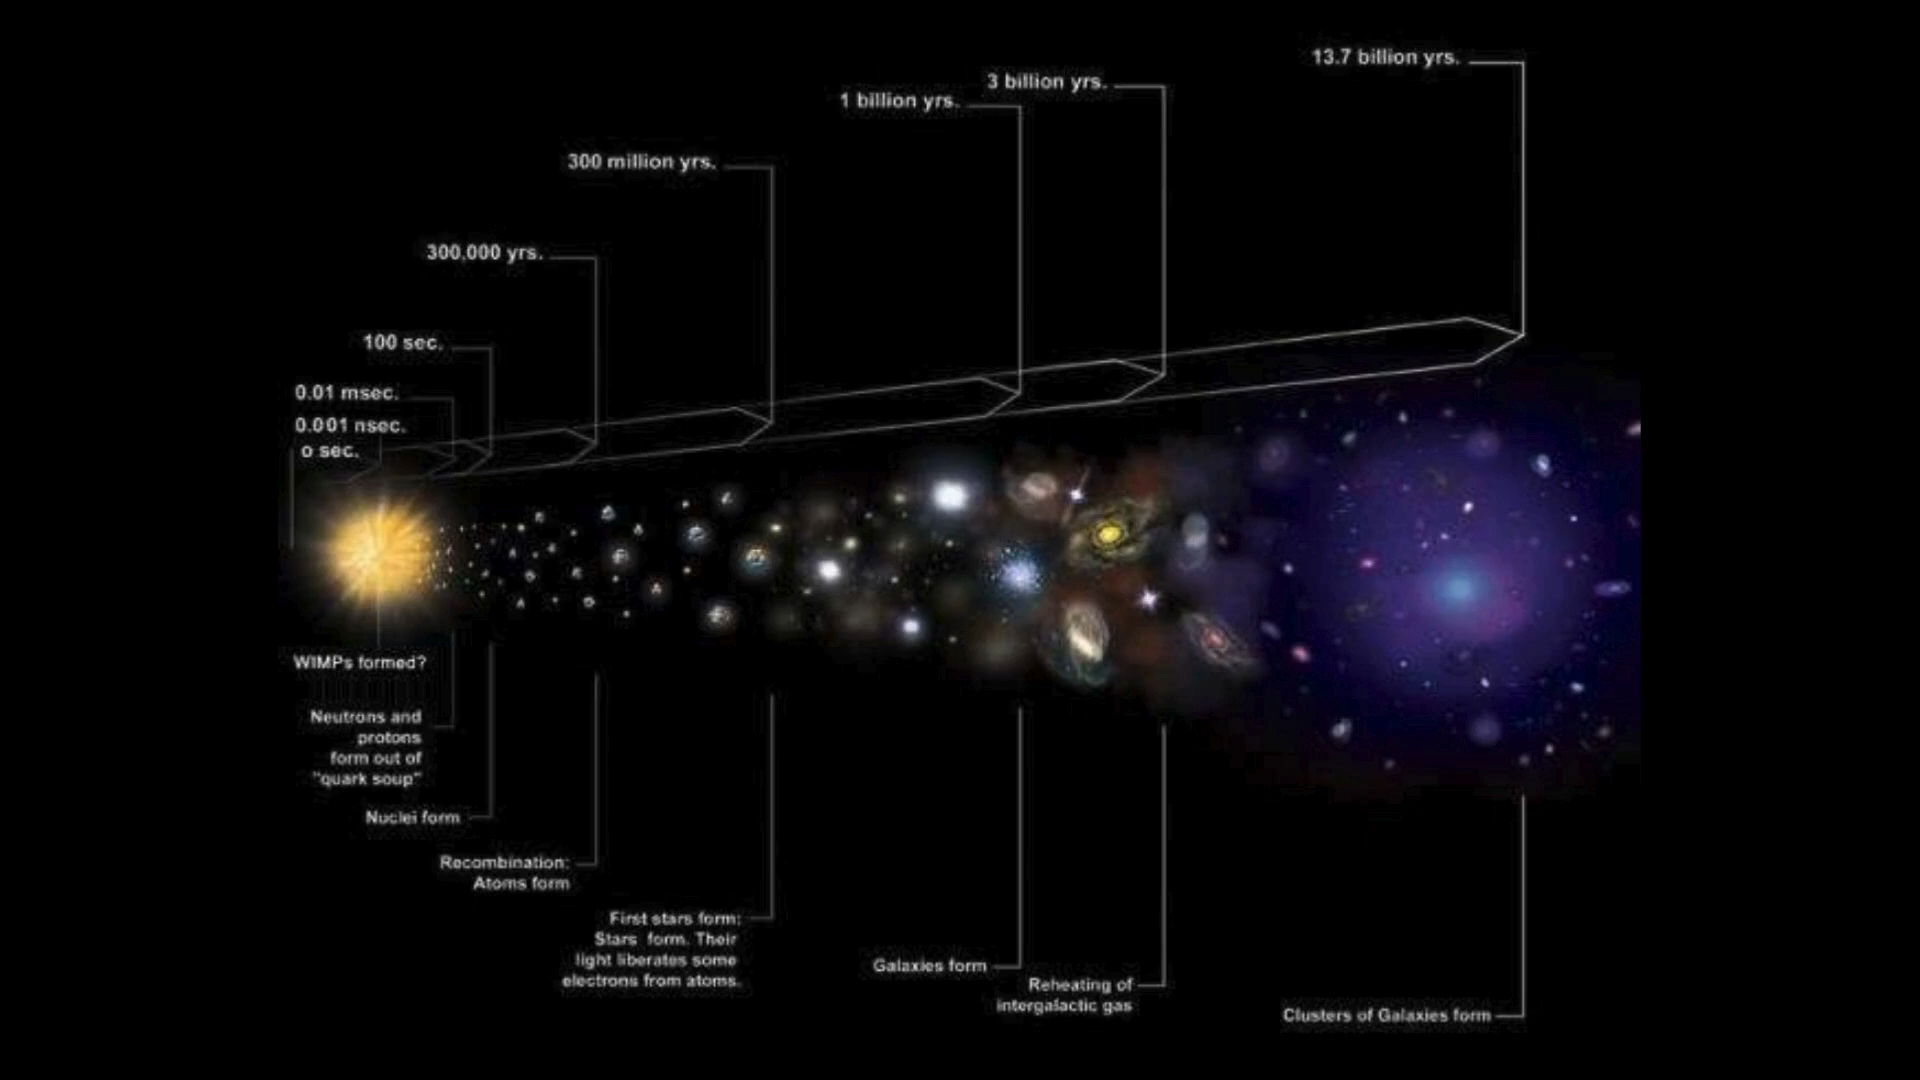 13.7 billion yrs.
3 billion yrs.
1 billion yrs.
300 million yrs.
300,000 yrs.
100 sec.
0.01 msec.
0.001 nsec.
o sec.
WIMPs formed?
Neutrons and
protons
form out of
"quark soup"
Nuclei form
Recombination:
Atoms form
First stars form:
Stars form. Their
light liberates some
electrons from atoms.
Galaxies form
Reheating of
intergalactic gas
Clusters of Galaxies form